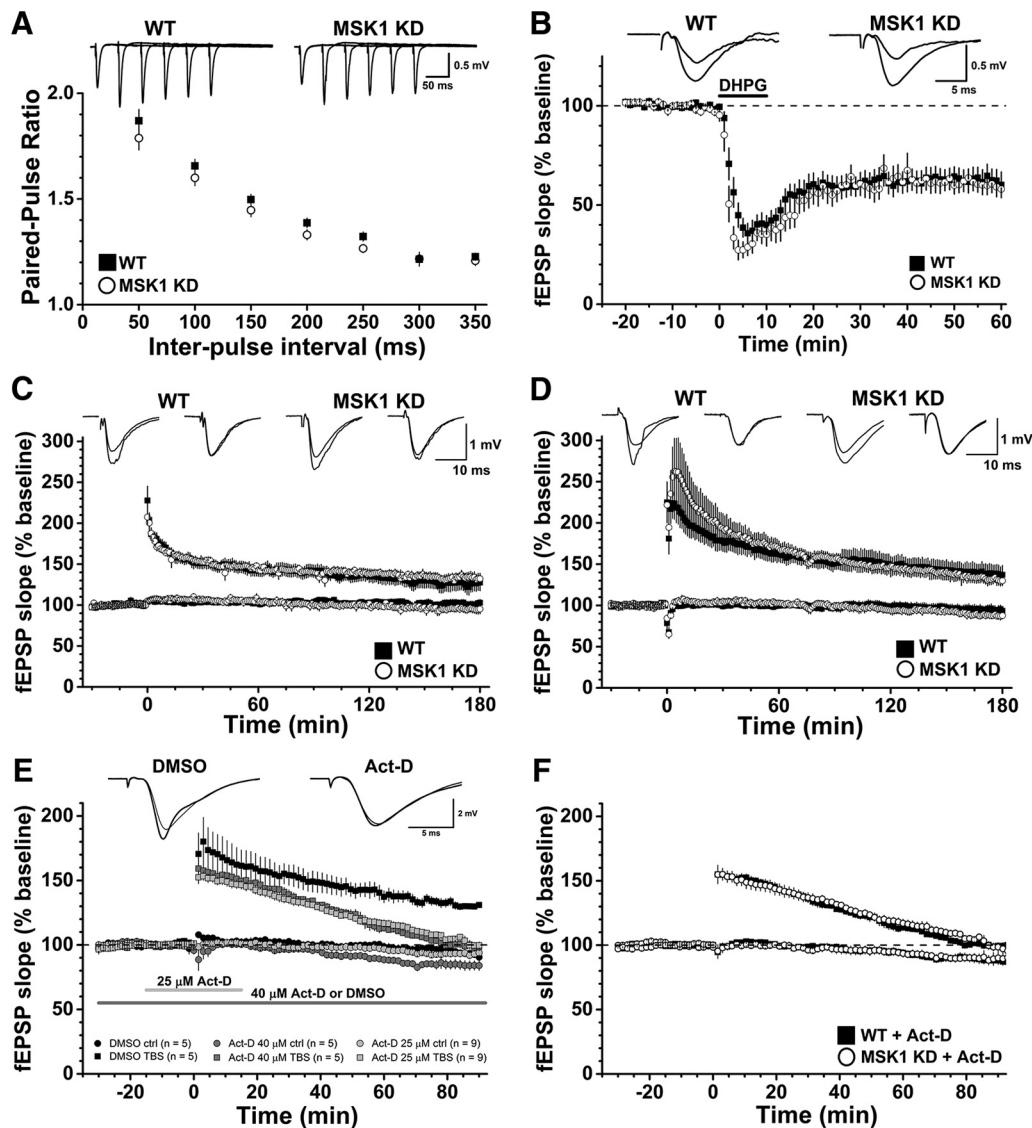 A
WT
MSK1 KD
0.5 mV
50 ms
Paired-Pulse Ratio
2.0
1.8
1.6
1.4
1.2
1.0
WT
MSK1 KD
0 50 100 150 200 250 300 350
Inter-pulse interval (ms)
B
WT
MSK1 KD
0.5 mV
5 ms
DHPG
fEPSP slope (% baseline)
100
50
0
WT
MSK1 KD
-20 -10 0 10 20 30 40 50 60
Time (min)
C
WT
MSK1 KD
1 mV
10 ms
fEPSP slope (% baseline)
300
250
200
150
100
50
0
WT
MSK1 KD
0 60 120 180
Time (min)
D
WT
MSK1 KD
1 mV
10 ms
fEPSP slope (% baseline)
300
250
200
150
100
50
0
WT
MSK1 KD
0 60 120 180
Time (min)
E
DMSO
Act-D
2 mV
5 ms
fEPSP slope (% baseline)
200
150
100
50
0
25 μM Act-D
40 μM Act-D or DMSO
DMSO ctrl (n = 5) Act-D 40 μM ctrl (n = 5) Act-D 25 μM ctrl (n = 9)
DMSO TBS (n = 5) Act-D 40 μM TBS (n = 5) Act-D 25 μM TBS (n = 9)
-20 0 20 40 60 80
Time (min)
F
fEPSP slope (% baseline)
200
150
100
50
0
WT + Act-D
MSK1 KD + Act-D
-20 0 20 40 60 80
Time (min)